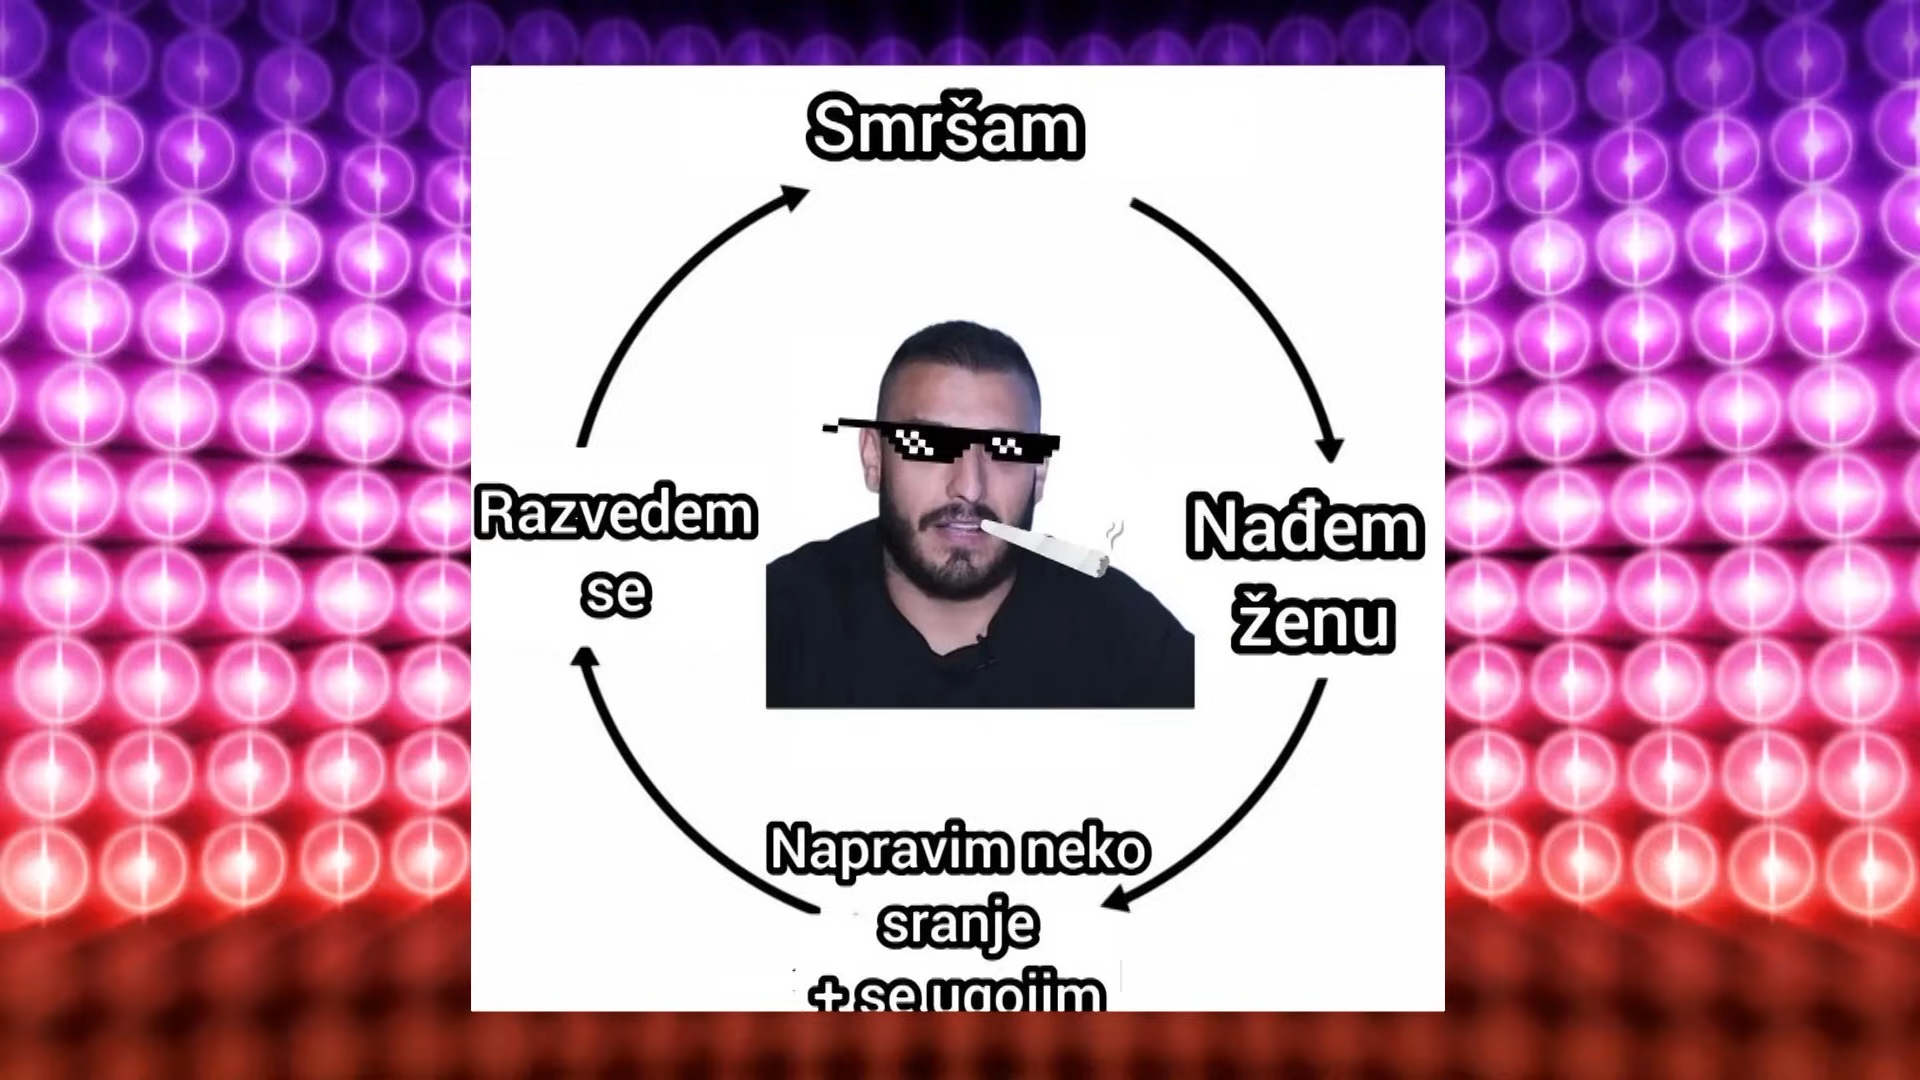 Smršam
Nađem
ženu
Napravim neko
sranje
+ se ugojim
Razvedem
se